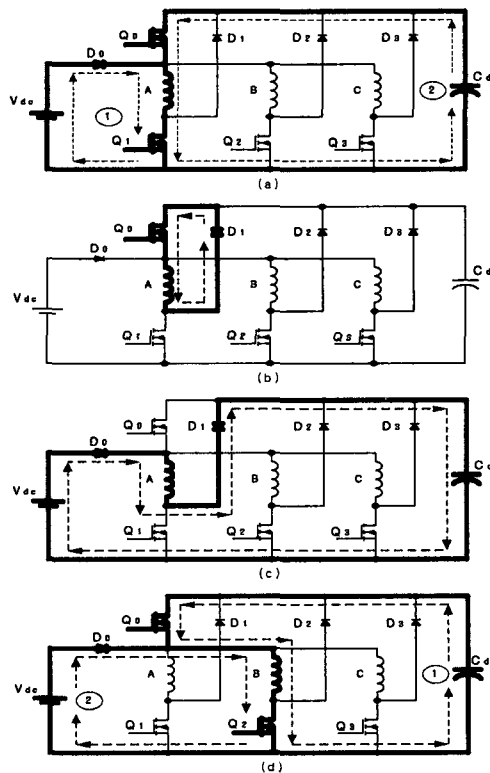 Q0 D1 D2 D3
D0
Vdc A B C Cd
1 2
Q1 Q2 Q3
(a)
Q0 D1 D2 D3
D0
Vdc A B C Cd
Q1 Q2 Q3
(b)
Q0 D1 D2 D3
D0
Vdc A B C Cd
Q1 Q2 Q3
(c)
Q0 D1 D2 D3
D0
Vdc A B C Cd
2 1
Q1 Q2 Q3
(d)